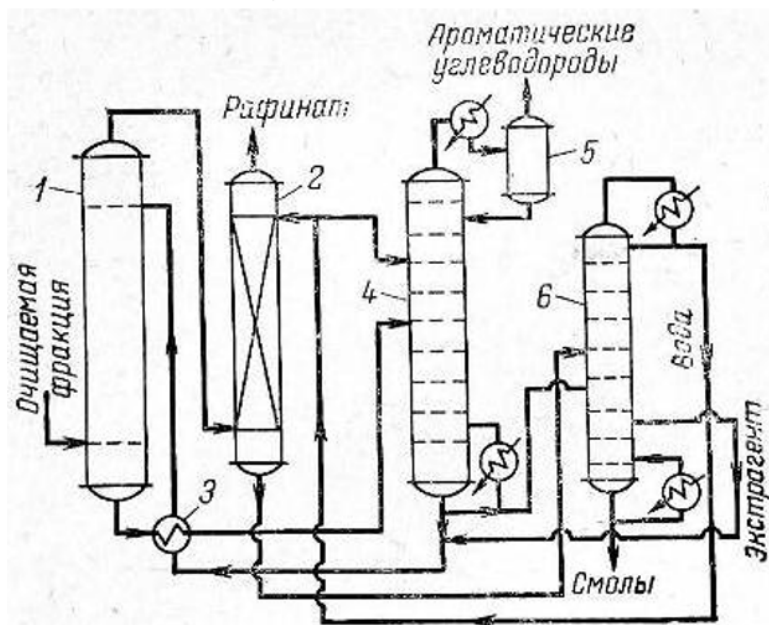 Ароматические
углеводороды
Рафинат
1
2
5
4
6
Очищаемая
фракция
вода
3
Экстрагент
Смолы